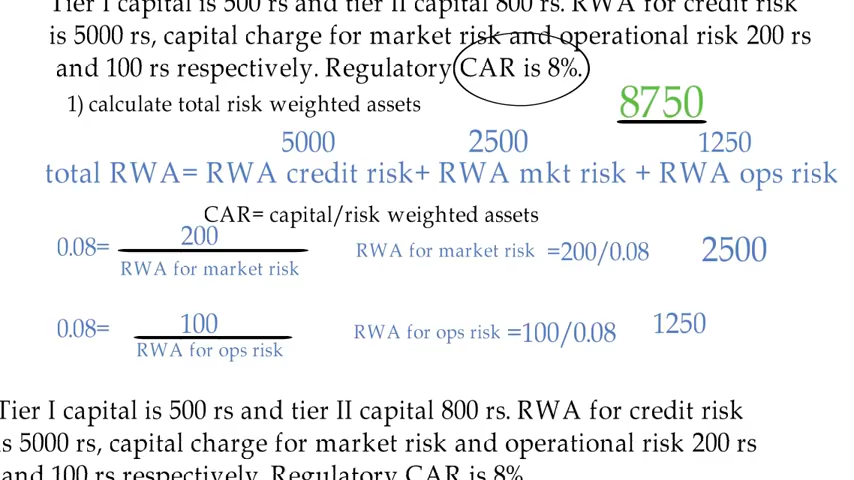 Tier I capital is 500 rs and tier II capital 800 rs. RWA for credit risk
is 5000 rs, capital charge for market risk and operational risk 200 rs
and 100 rs respectively. Regulatory CAR is 8%.
1) calculate total risk weighted assets
8750
5000 2500 1250
total RWA= RWA credit risk+ RWA mkt risk + RWA ops risk
CAR= capital/risk weighted assets
0.08= 200
RWA for market risk
RWA for market risk =200/0.08 2500
0.08= 100
RWA for ops risk
RWA for ops risk =100/0.08 1250
Tier I capital is 500 rs and tier II capital 800 rs. RWA for credit risk
is 5000 rs, capital charge for market risk and operational risk 200 rs
and 100 rs respectively. Regulatory CAR is 8%